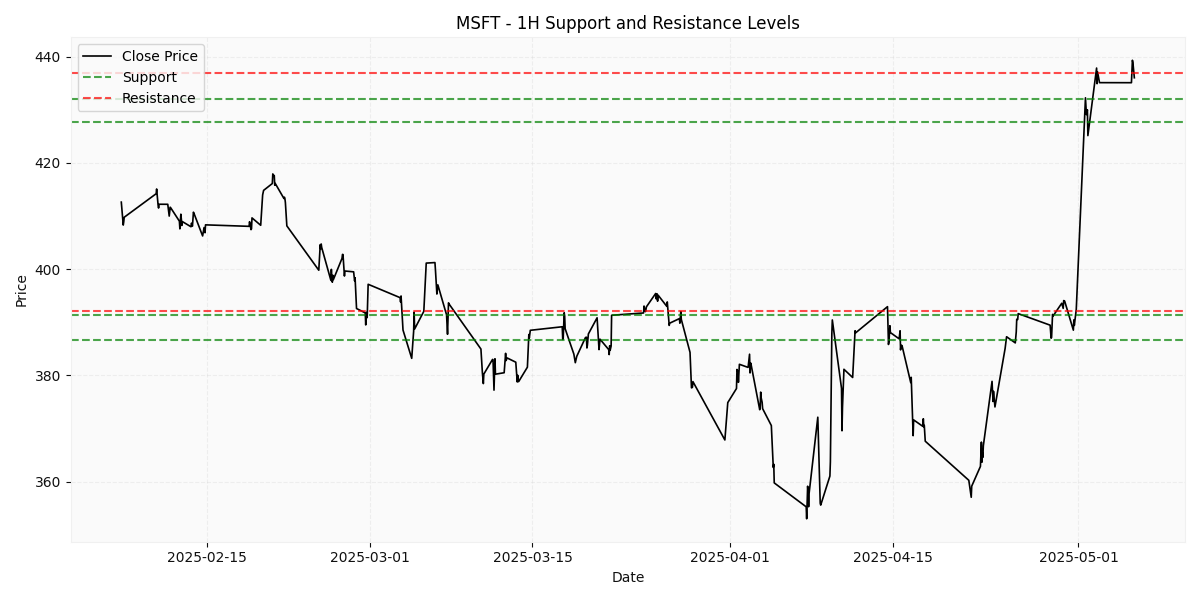 MSFT - 1H Support and Resistance Levels
Close Price
Support
Resistance
440
420
400
380
360
Price
2025-02-15
2025-03-01
2025-03-15
2025-04-01
2025-04-15
2025-05-01
Date